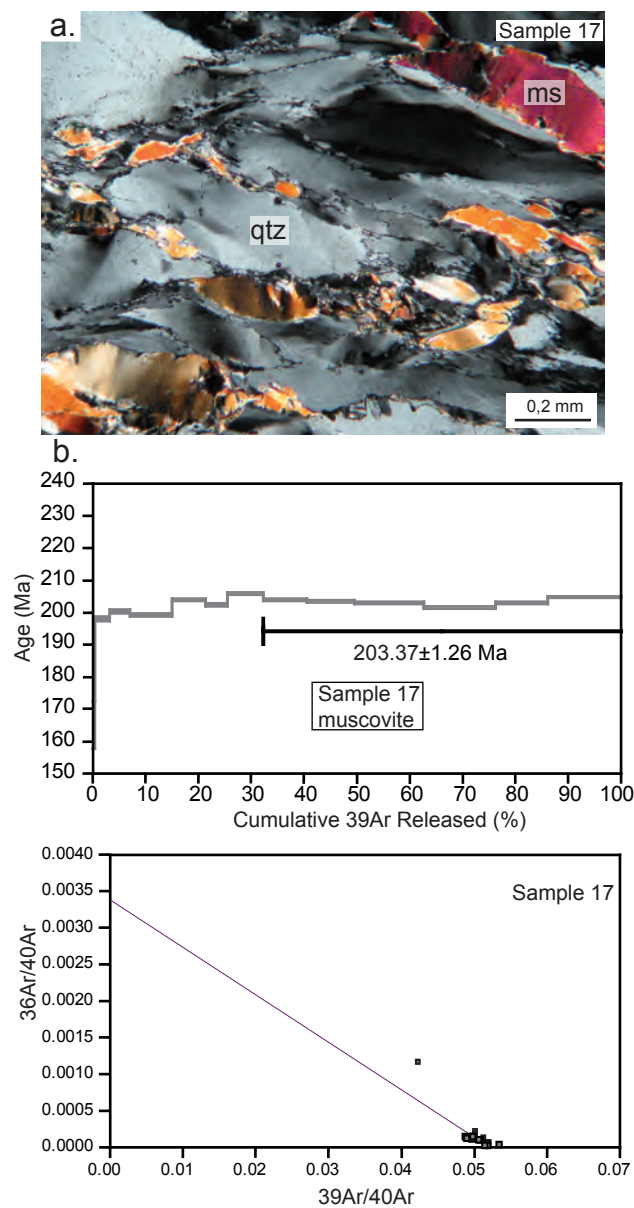 a.
Sample 17
ms
qtz
0,2 mm
b.
240
230
220
210
200
194
180
170
160
150
Age (Ma)
203.37±1.26 Ma
Sample 17
muscovite
0 10 20 30 40 50 60 70 80 90 100
Cumulative 39Ar Released (%)
0.0040
0.0035
0.0030
0.0025
0.0020
0.0015
0.0010
0.0005
0.0000
36Ar/40Ar
Sample 17
0.00 0.01 0.02 0.03 0.04 0.05 0.06 0.07
39Ar/40Ar